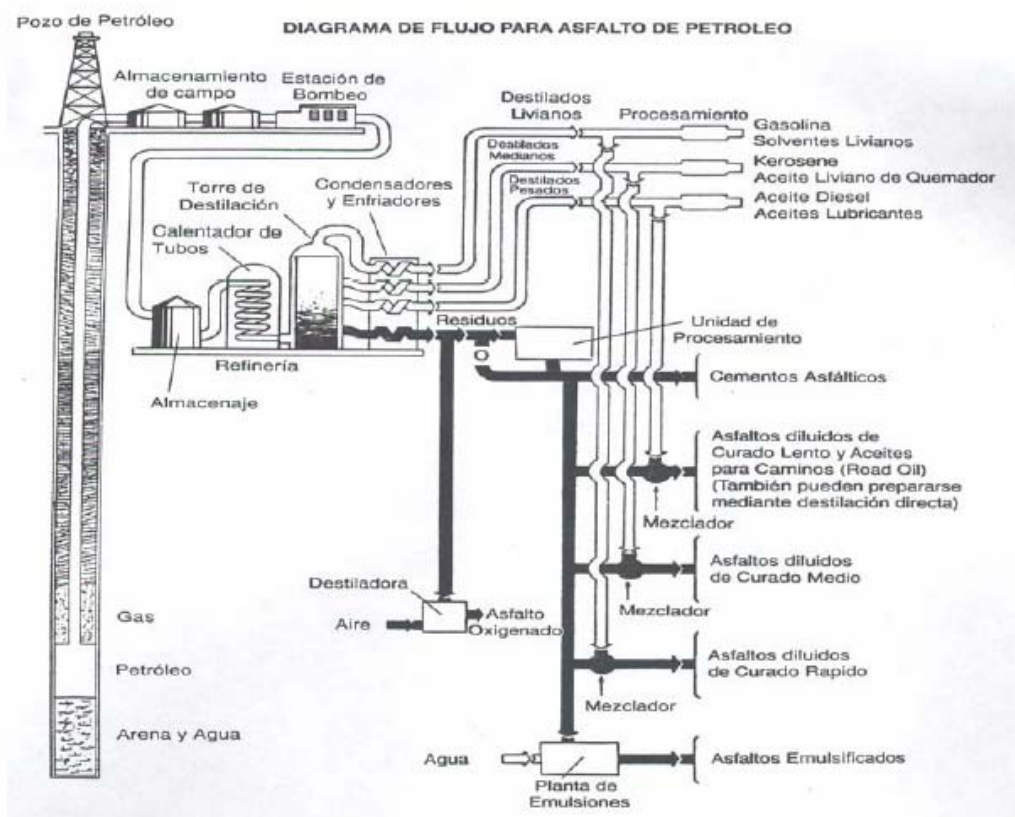 Pozo de Petróleo
DIAGRAMA DE FLUJO PARA ASFALTO DE PETROLEO
Almacenamiento
de campo
Estación de
Bombeo
Destilados
Livianos
Procesamiento
Gasolina
Solventes Livianos
Destilados
Medianos
Kerosene
Aceite Liviano de Quemador
Destilados
Pesados
Aceite Diesel
Aceites Lubricantes
Torre de
Destilación
Condensadores
y Enfriadores
Calentador de
Tubos
Residuos
Unidad de
Procesamiento
Refinería
Almacenaje
O
Cementos Asfálticos
Asfaltos diluidos de
Curado Lento y Aceites
para Caminos (Road Oil)
(También pueden prepararse
mediante destilación directa)
Mezclador
Asfaltos diluidos
de Curado Medio
Mezclador
Destiladora
Aire
Asfalto
Oxigenado
Gas
Petróleo
Arena y Agua
Asfaltos diluidos
de Curado Rapido
Mezclador
Agua
Asfaltos Emulsificados
Planta de
Emulsiones